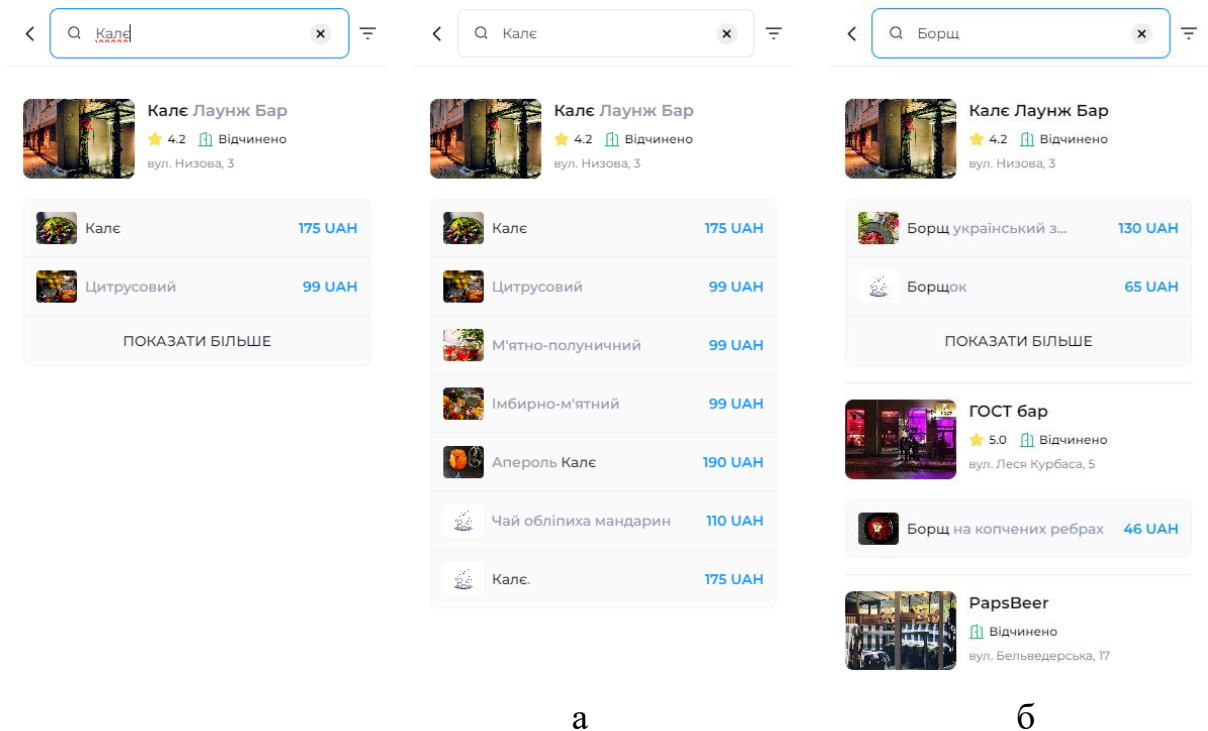 Калє
Калє Лаунж Бар
4.2 Відчинено
вул. Низова, 3
Калє 175 UAH
Цитрусовий 99 UAH
ПОКАЗАТИ БІЛЬШЕ
Калє
Калє Лаунж Бар
4.2 Відчинено
вул. Низова, 3
Калє 175 UAH
Цитрусовий 99 UAH
М'ятно-полуничний 99 UAH
Імбирно-м'ятний 99 UAH
Апероль Калє 190 UAH
Чай обліпиха мандарин 110 UAH
Калє. 175 UAH
а
Борщ
Калє Лаунж Бар
4.2 Відчинено
вул. Низова, 3
Борщ український з... 130 UAH
Борщок 65 UAH
ПОКАЗАТИ БІЛЬШЕ
ГОСТ бар
5.0 Відчинено
вул. Леся Курбаса, 5
Борщ на копчених ребрах 46 UAH
PapsBeer
Відчинено
вул. Бельведерська, 17
б